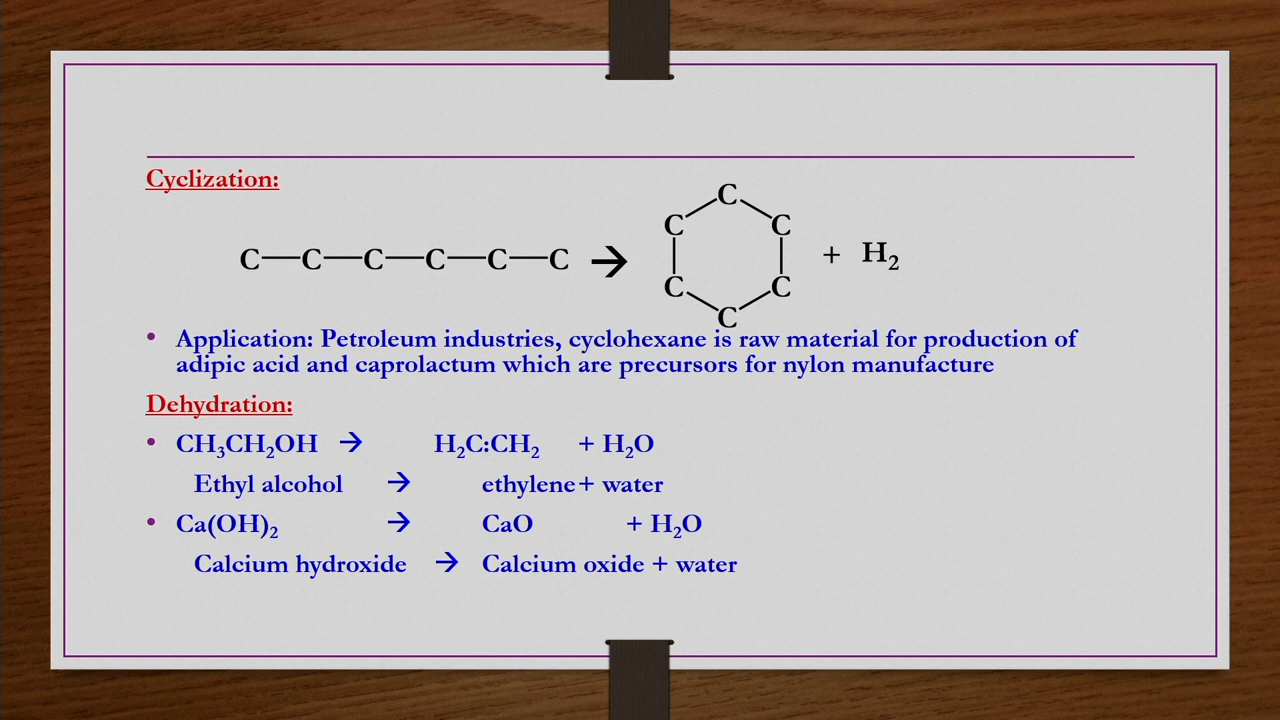 Cyclization:
C—C—C—C—C—C → C C C C C C + H₂
• Application: Petroleum industries, cyclohexane is raw material for production of
adipic acid and caprolactum which are precursors for nylon manufacture
Dehydration:
• CH₃CH₂OH → H₂C:CH₂ + H₂O
Ethyl alcohol → ethylene + water
• Ca(OH)₂ → CaO + H₂O
Calcium hydroxide → Calcium oxide + water